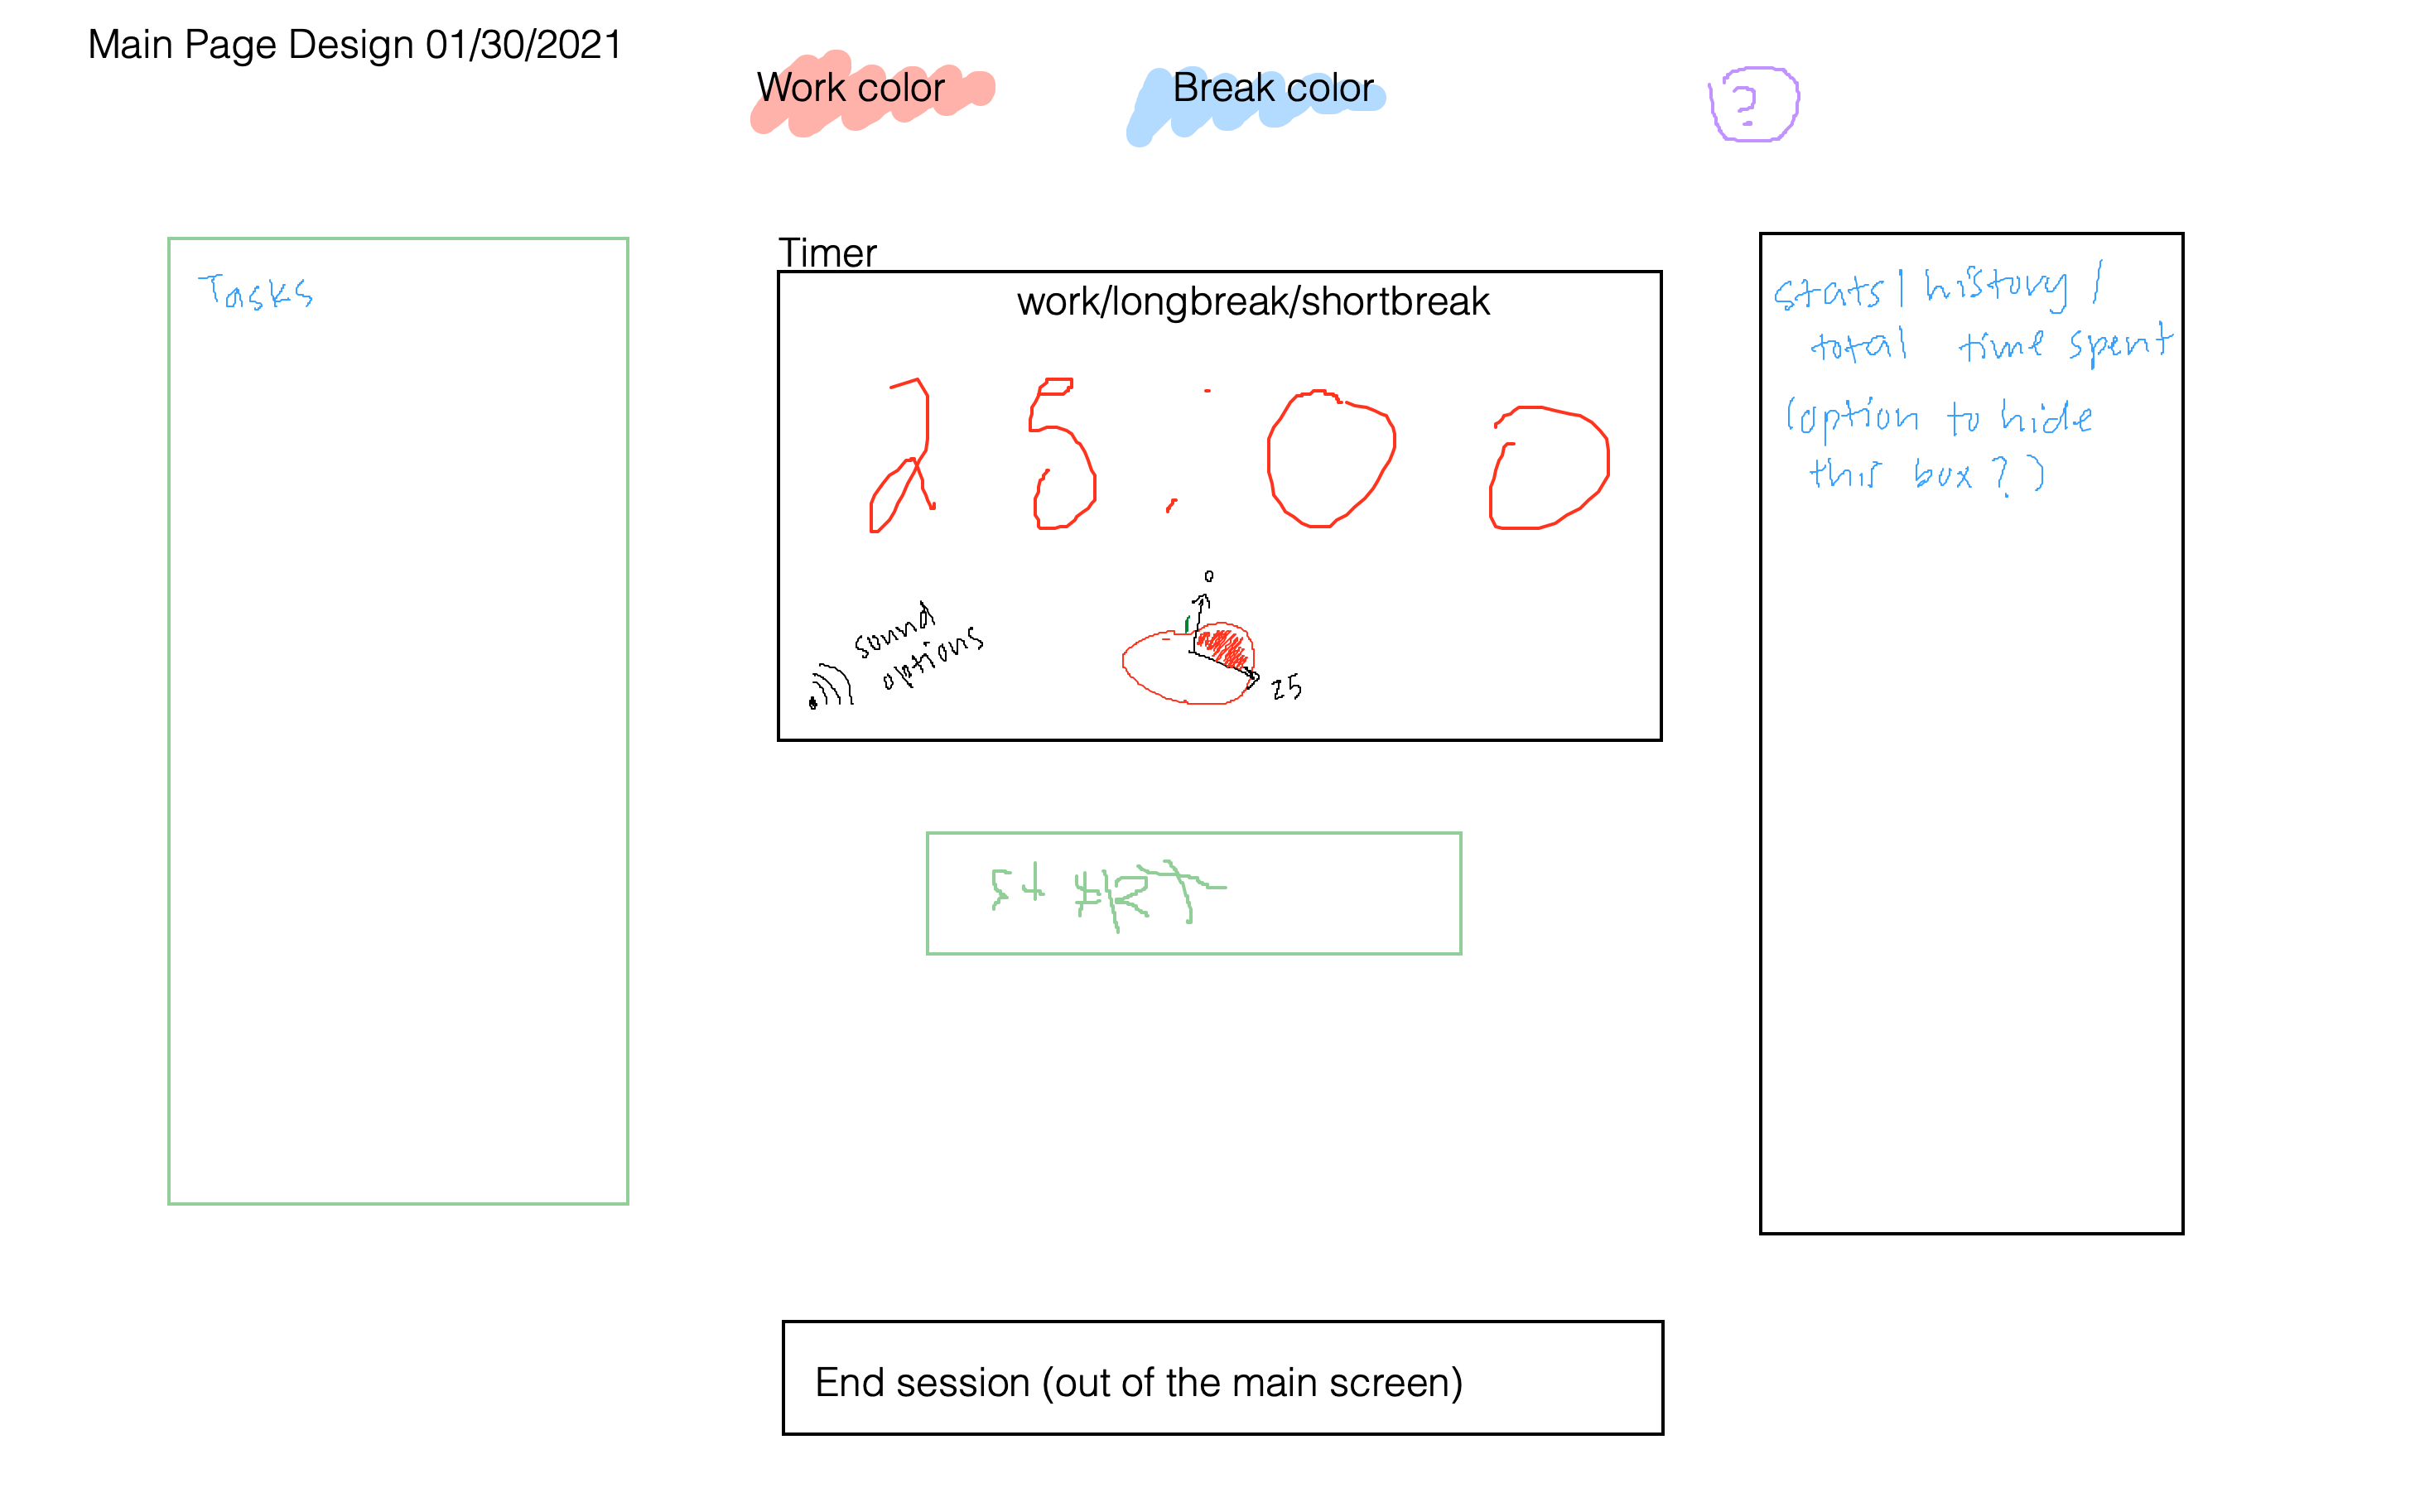 Main Page Design 01/30/2021
Work color
Break color
?
Tasks
Timer
work/longbreak/shortbreak
25:00
sound
options
0
25
stats| history /
total time spent
(option to hide
this box?)
START
End session (out of the main screen)